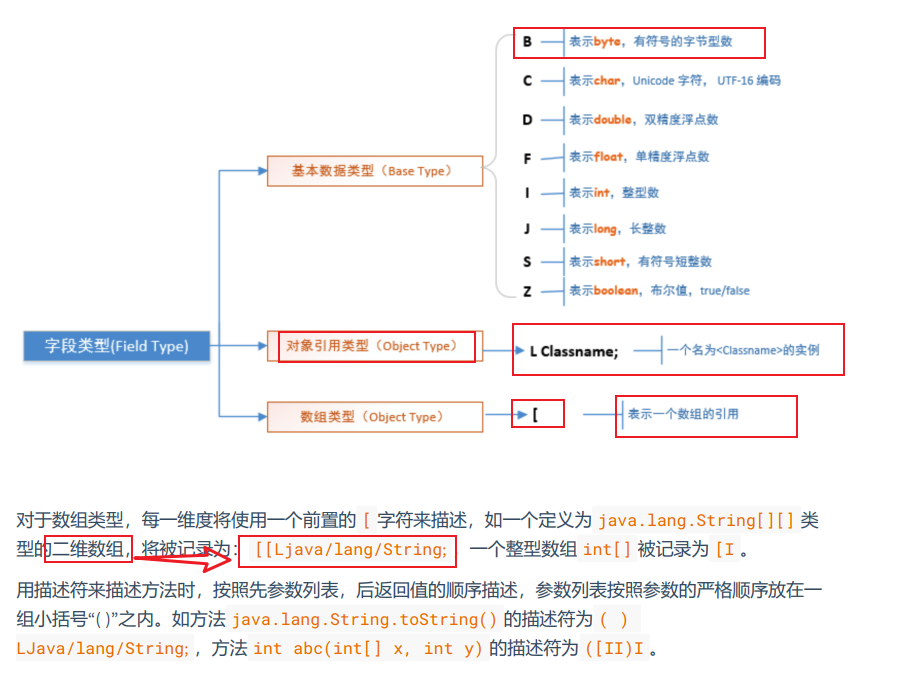 B 表示byte，有符号的字节型数
C 表示char，Unicode 字符， UTF-16 编码
D 表示double，双精度浮点数
F 表示float，单精度浮点数
基本数据类型（Base Type）
I 表示int，整型数
J 表示long，长整数
S 表示short，有符号短整数
Z 表示boolean，布尔值，true/false
字段类型(Field Type)
对象引用类型（Object Type）
L Classname;
一个名为<Classname>的实例
数组类型（Object Type）
[
表示一个数组的引用
对于数组类型，每一维度将使用一个前置的 [ 字符来描述，如一个定义为 java.lang.String[][] 类
型的二维数组，将被记录为： [[Ljava/lang/String; ，一个整型数组 int[] 被记录为 [I 。
用描述符来描述方法时，按照先参数列表，后返回值的顺序描述，参数列表按照参数的严格顺序放在一
组小括号“( )”之内。如方法 java.lang.String.toString() 的描述符为 ( )
LJava/lang/String; ，方法 int abc(int[] x, int y) 的描述符为 ([II)I 。